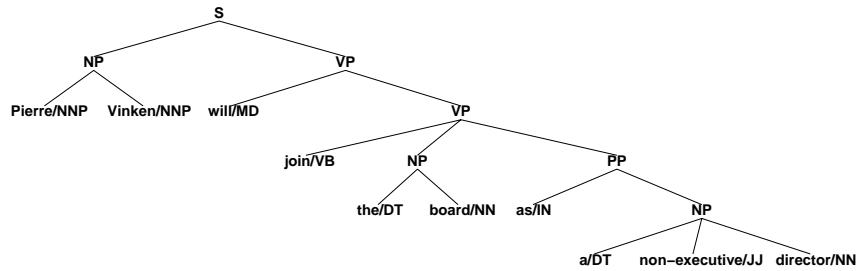 S
NP VP
Pierre/NNP Vinken/NNP will/MD VP
join/VB NP PP
the/DT board/NN as/IN NP
a/DT non−executive/JJ director/NN